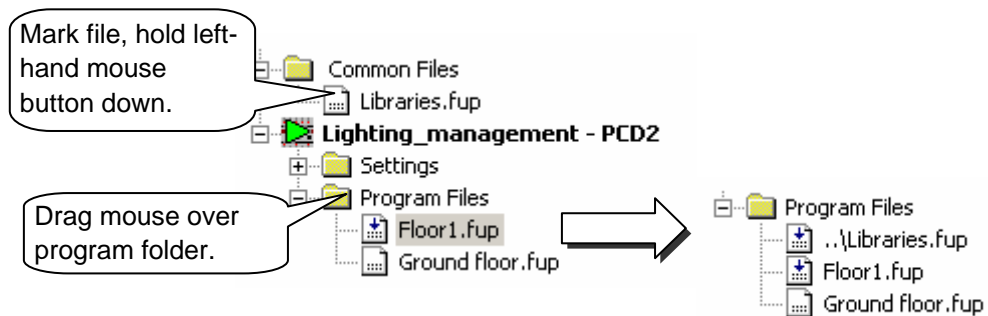 Mark file, hold left-
hand mouse
button down.
Common Files
Libraries.fup
Lighting_management - PCD2
Settings
Program Files
Floor1.fup
Ground floor.fup
Drag mouse over
program folder.
Program Files
..\Libraries.fup
Floor1.fup
Ground floor.fup